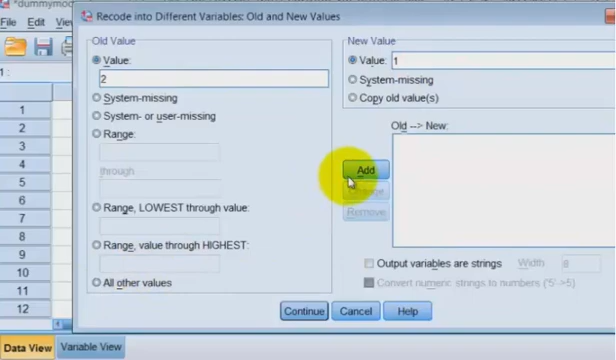 *dummymod
File Edit Vie
Recode into Different Variables: Old and New Values
Old Value
Value:
2
System-missing
System- or user-missing
Range:
through
Range, LOWEST through value:
Range, value through HIGHEST:
All other values
New Value
Value: 1
System-missing
Copy old value(s)
Old --> New:
Add
Change
Remove
Output variables are strings Width 8
Convert numeric strings to numbers ('5'->5)
Continue Cancel Help
1 :
1
2
3
4
5
6
7
8
9
10
11
12
Data View Variable View